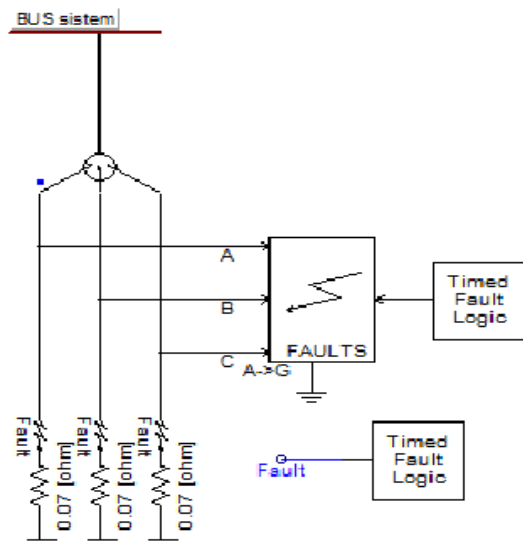 BUS sistem
A
B
C
FAULTS
A->G
Timed
Fault
Logic
Fault
Fault
Fault
0.07 [ohm]
0.07 [ohm]
0.07 [ohm]
Fault
Timed
Fault
Logic